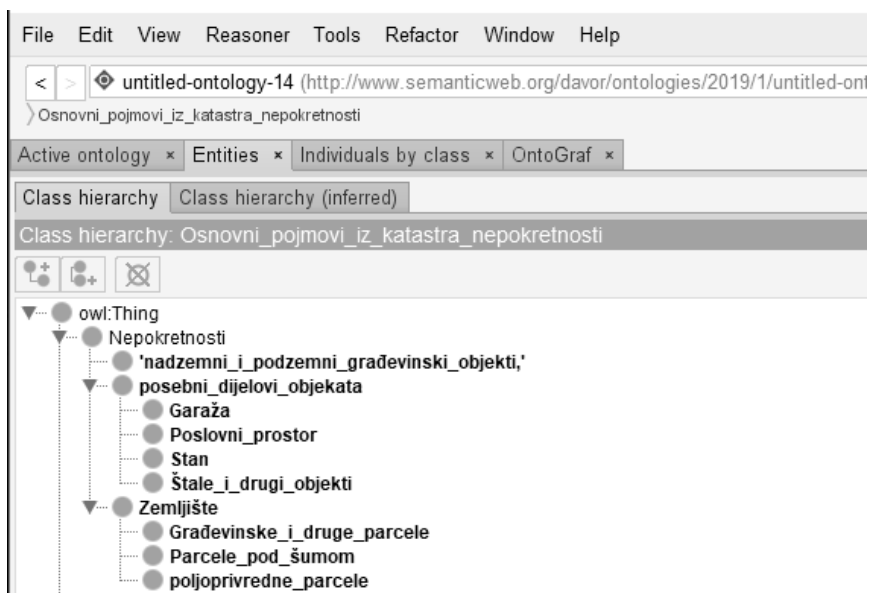 File Edit View Reasoner Tools Refactor Window Help
< > untitled-ontology-14 (http://www.semanticweb.org/davor/ontologies/2019/1/untitled-ont
Osnovni_pojmovi_iz_katastra_nepokretnosti
Active ontology × Entities × Individuals by class × OntoGraf ×
Class hierarchy Class hierarchy (inferred)
Class hierarchy: Osnovni_pojmovi_iz_katastra_nepokretnosti
owl:Thing
Nepokretnosti
'nadzemni_i_podzemni_građevinski_objekti,'
posebni_dijelovi_objekata
Garaža
Poslovni_prostor
Stan
Štale_i_drugi_objekti
Zemljište
Građevinske_i_druge_parcele
Parcele_pod_šumom
poljoprivredne_parcele